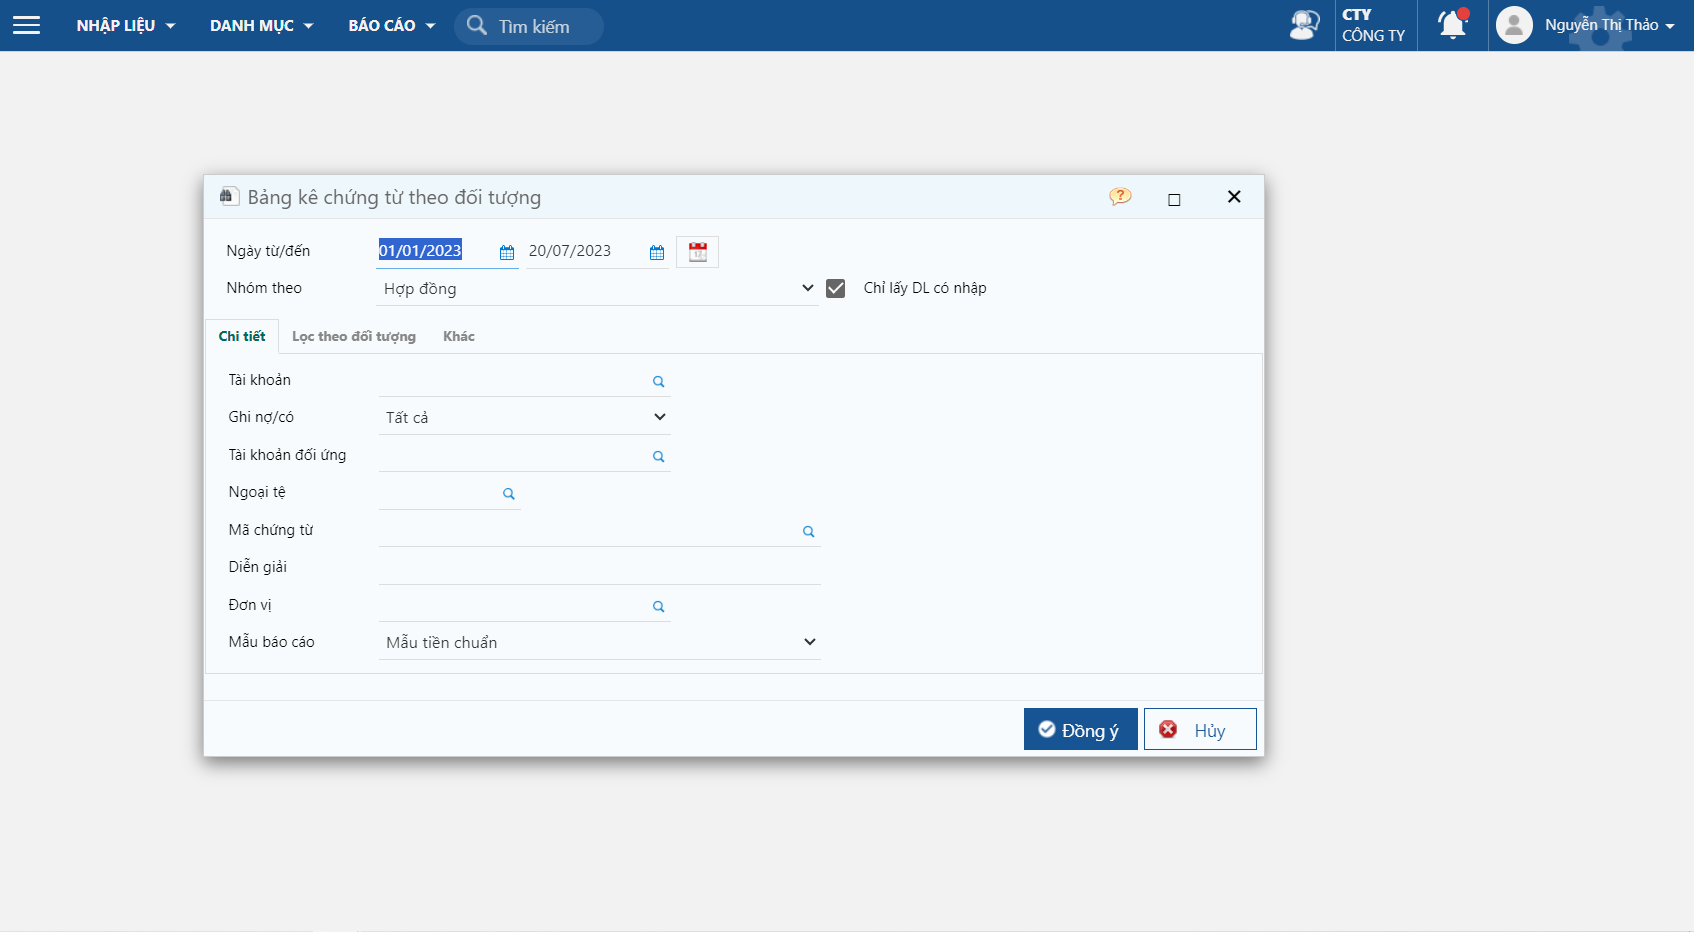 NHẬP LIỆU DANH MỤC BÁO CÁO Tìm kiếm CTY CÔNG TY Nguyễn Thị Thảo
Bảng kê chứng từ theo đối tượng
Ngày từ/đến 01/01/2023 20/07/2023
Nhóm theo Hợp đồng Chỉ lấy DL có nhập
Chi tiết Lọc theo đối tượng Khác
Tài khoản
Ghi nợ/có Tất cả
Tài khoản đối ứng
Ngoại tệ
Mã chứng từ
Diễn giải
Đơn vị
Mẫu báo cáo Mẫu tiền chuẩn
Đồng ý Hủy